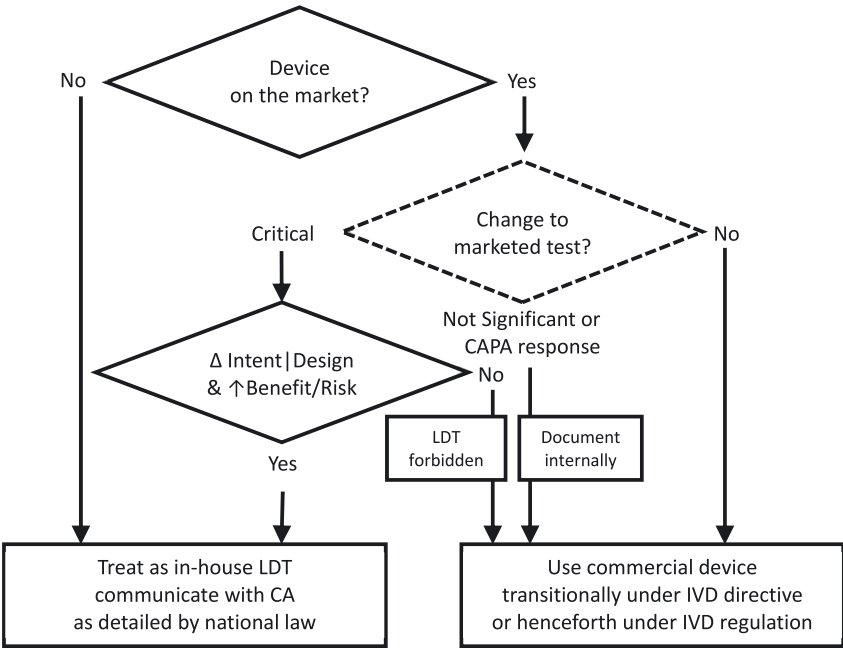 No
Device
on the market?
Yes
Change to
marketed test?
Critical
No
Not Significant or
CAPA response
Δ Intent|Design
& ↑Benefit/Risk
No
LDT
forbidden
Document
internally
Yes
Treat as in-house LDT
communicate with CA
as detailed by national law
Use commercial device
transitionally under IVD directive
or henceforth under IVD regulation